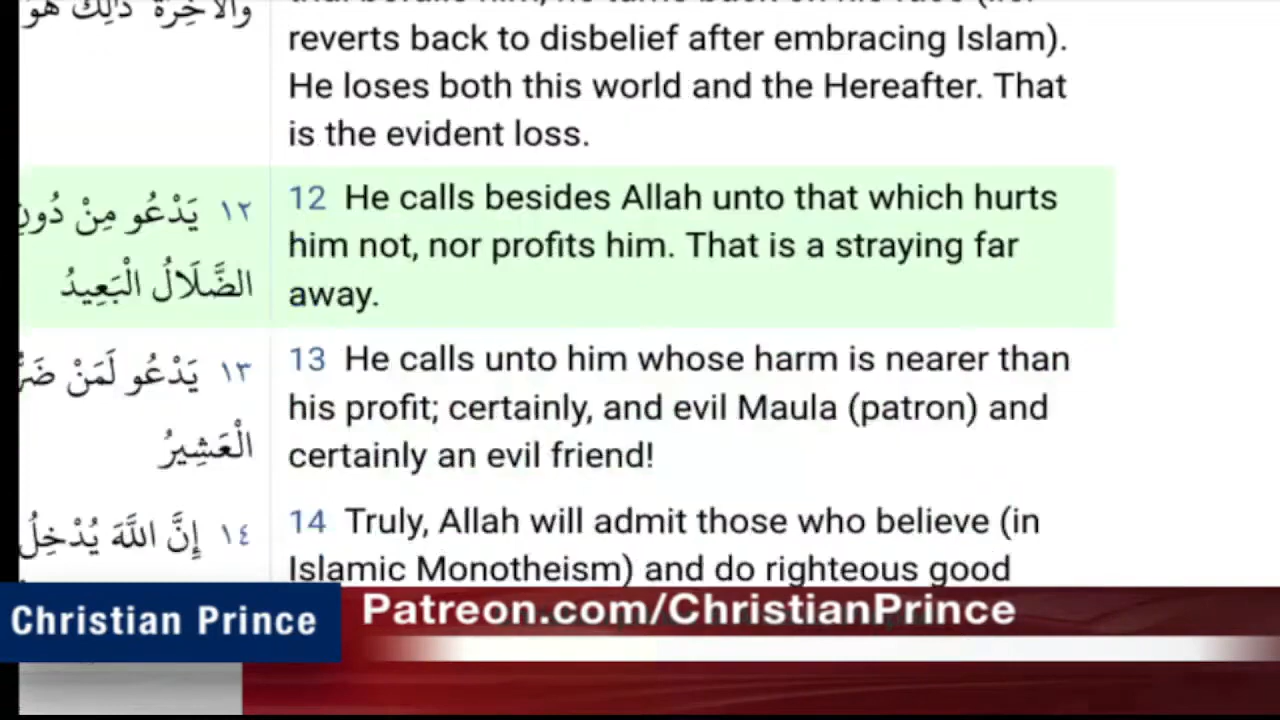 reverts back to disbelief after embracing Islam).
He loses both this world and the Hereafter. That
is the evident loss.
١٢ يَدْعُو مِنْ دُونِ
الضَّلَالُ الْبَعِيدُ
12 He calls besides Allah unto that which hurts
him not, nor profits him. That is a straying far
away.
١٣ يَدْعُو لَمَنْ
الْعَشِيرُ
13 He calls unto him whose harm is nearer than
his profit; certainly, and evil Maula (patron) and
certainly an evil friend!
١٤ إِنَّ اللَّهَ يُدْخِلُ
14 Truly, Allah will admit those who believe (in
Islamic Monotheism) and do righteous good
Christian Prince
Patreon.com/ChristianPrince